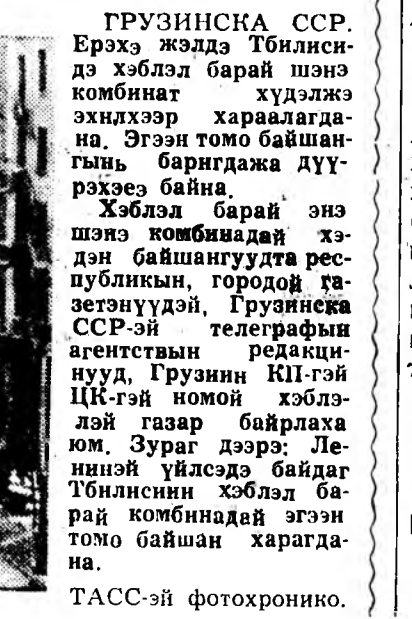 ГРУЗИНСКА ССР.
Ерэхэ жэлдэ Тбилиси-
дэ хэблэл барай шэнэ
комбинат хүдэлжэ
эхилхээр хараалагда-
на. Эгээн томо байшан-
гынь баригдажа дүү-
рэхэеэ байна.
Хэблэл барай энэ
шэнэ комбинадай хэ-
дэн байшангуудта рес-
публикын, городой га-
зетэнүүдэй, Грузинска
ССР-эй телеграфын
агентствын редакци-
нууд, Грузиин КП-гэй
ЦК-гэй номой хэблэ-
лэй газар байрлаха
юм. Зураг дээрэ: Ле-
нинэй үйлсэдэ байдаг
Тбилисиин хэблэл ба-
рай комбинадай эгээн
томо байшан харагда-
на.
ТАСС-эй фотохронико.